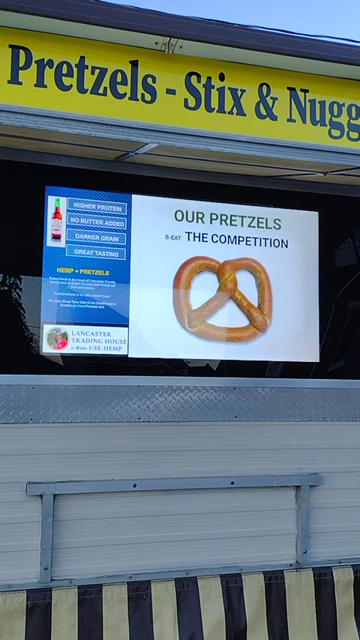 Pretzels - Stix & Nugg
HIGHER PROTEIN
NO BUTTER ADDED
DARKER GRAIN
GREAT TASTING
HEMP + PRETZELS
LANCASTER
TRADING HOUSE
1-800-USE-HEMP
OUR PRETZELS
B-EAT THE COMPETITION